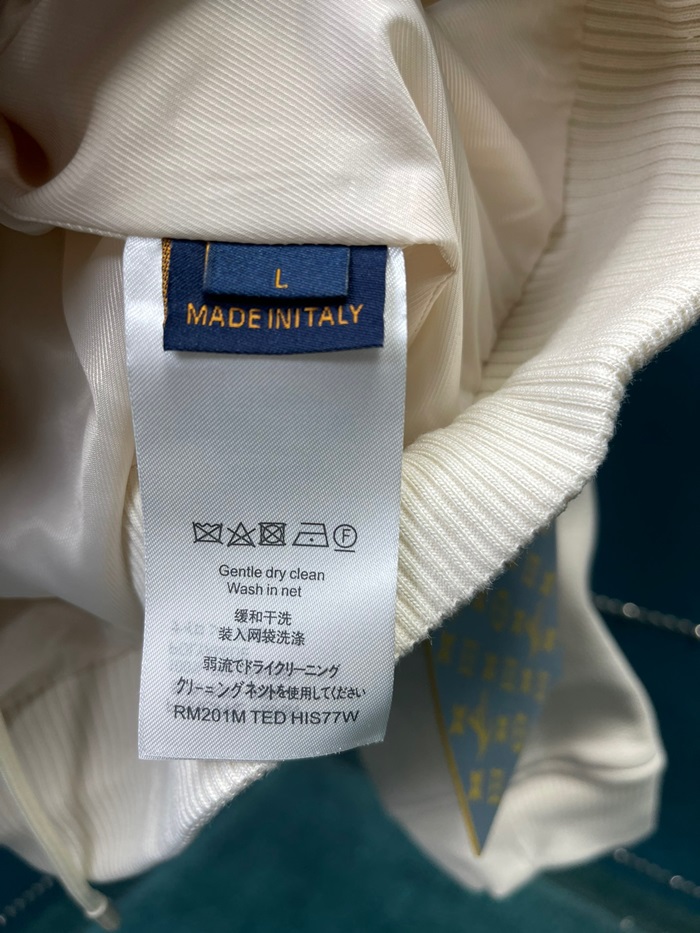 L
MADE IN ITALY
F
Gentle dry clean
Wash in net
缓和干洗
装入网袋洗涤
弱流でドライクリーニング
クリーニングネットを使用してください
RM201M TED HIS77W